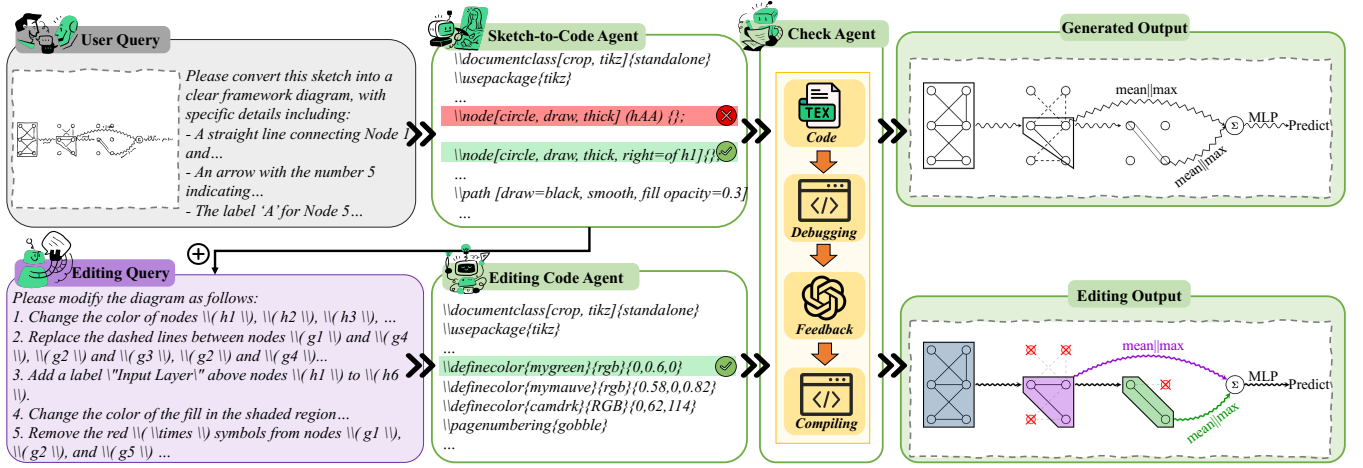 User Query
Please convert this sketch into a
clear framework diagram, with
specific details including:
- A straight line connecting Node 1
and…
- An arrow with the number 5
indicating…
- The label ‘A’ for Node 5…
Sketch-to-Code Agent
\\documentclass[crop, tikz]{standalone}
\\usepackage{tikz}
...
\\node[circle, draw, thick] (hAA) {};
\\node[circle, draw, thick, right=of h1]{};
...
\\path [draw=black, smooth, fill opacity=0.3]
...
Check Agent
TEX
Code
</>
Debugging
Feedback
</>
Compiling
Generated Output
mean||max
Σ
MLP
Predict
mean||max
Editing Query
Please modify the diagram as follows:
1. Change the color of nodes \\( h1 \\), \\( h2 \\), \\( h3 \\), …
2. Replace the dashed lines between nodes \\( g1 \\) and \\( g4
\\), \\( g2 \\) and \\( g3 \\), \\( g2 \\) and \\( g4 \\)…
3. Add a label \"Input Layer\" above nodes \\( h1 \\) to \\( h6
\\).
4. Change the color of the fill in the shaded region…
5. Remove the red \\( \\times \\) symbols from nodes \\( g1 \\),
\\( g2 \\), and \\( g5 \\) …
Editing Code Agent
\\documentclass[crop, tikz]{standalone}
\\usepackage{tikz}
...
\\definecolor{mygreen}{rgb}{0,0.6,0}
\\definecolor{mymauve}{rgb}{0.58,0,0.82}
\\definecolor{camdrk}{RGB}{0,62,114}
\\pagenumbering{gobble}
...
Editing Output
mean||max
Σ
MLP
Predict
mean||max